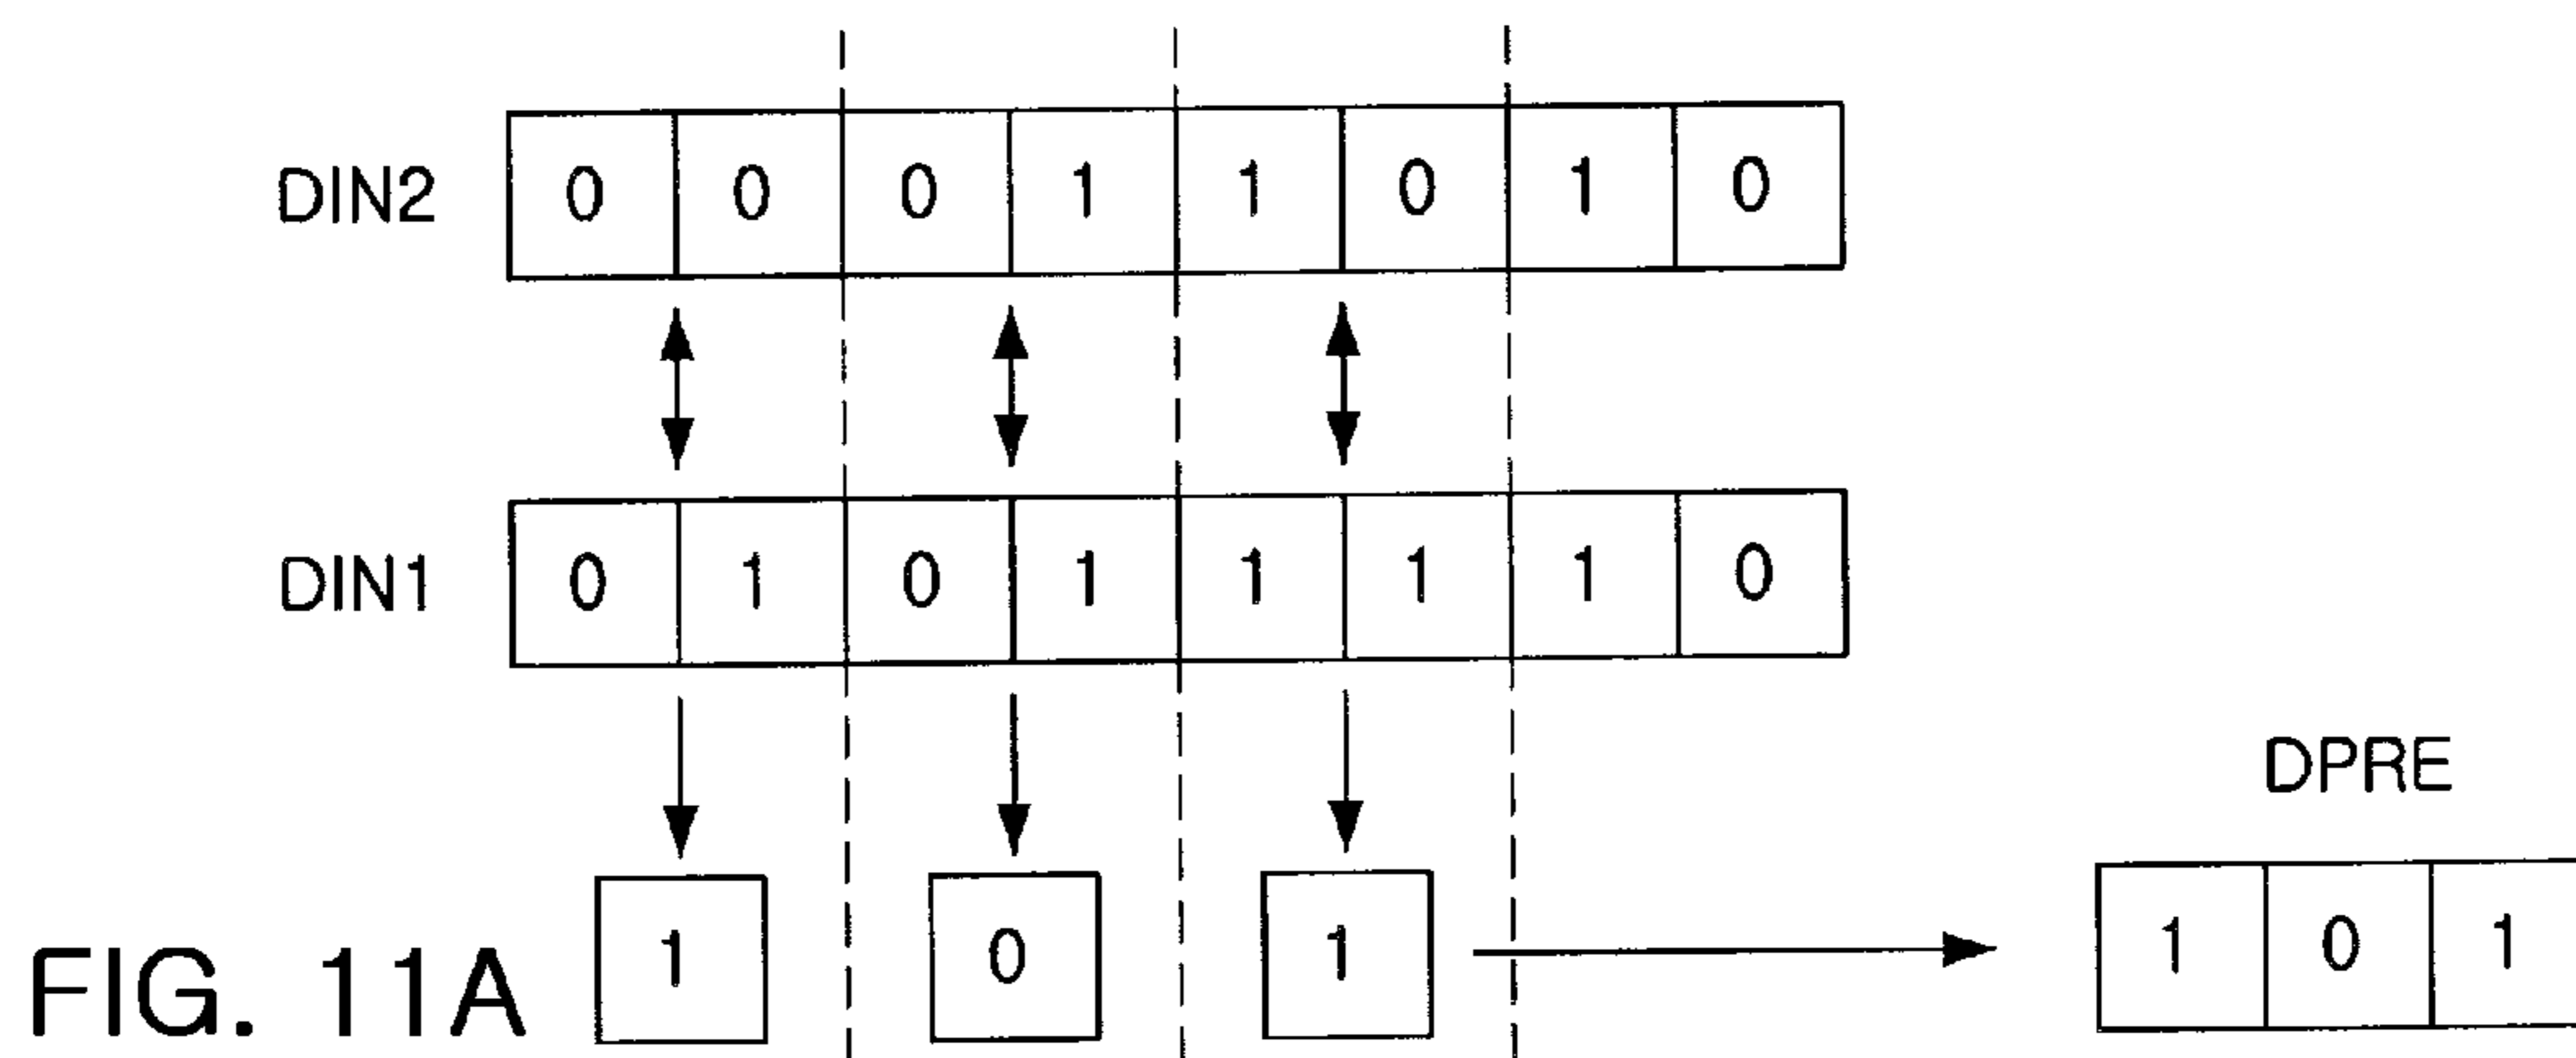 DIN2 0 0 0 1 1 0 1 0
DIN1 0 1 0 1 1 1 1 0
DPRE
FIG. 11A 1 0 1 1 0 1